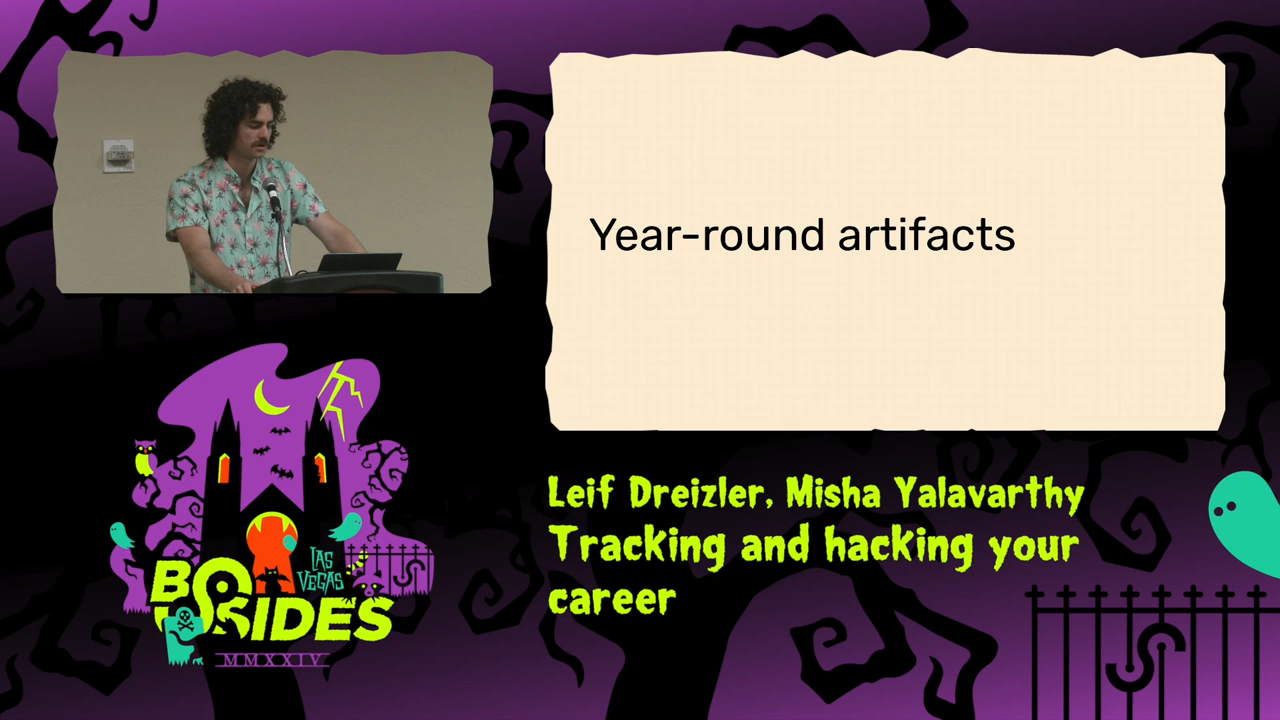 Year-round artifacts
Leif Dreizler, Misha Yalavarthy
Tracking and hacking your
career
LAS
VEGAS
BSIDES
MMXXIV